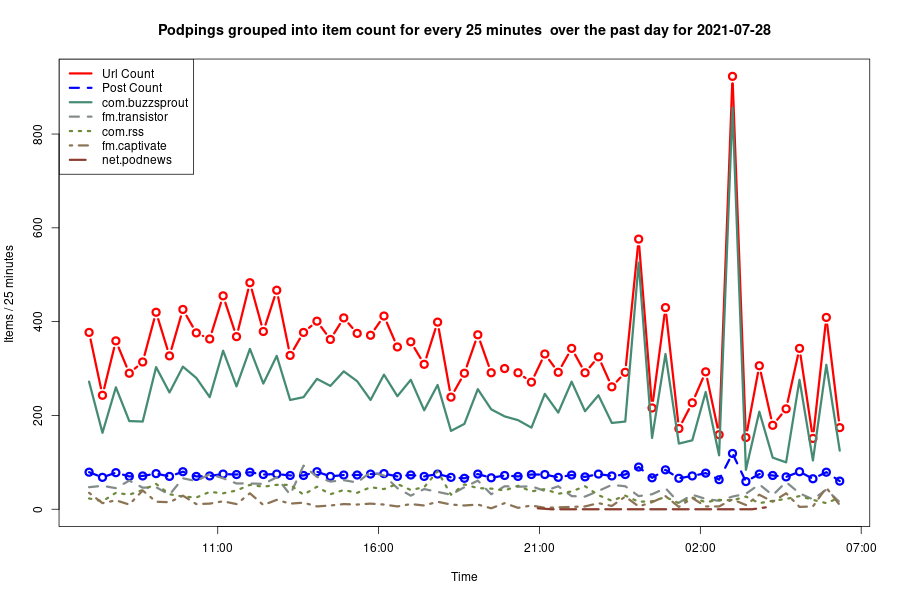 Podpings grouped into item count for every 25 minutes  over the past day for 2021-07-28
Url Count
Post Count
com.buzzsprout
fm.transistor
com.rss
fm.captivate
net.podnews
Items / 25 minutes
800
600
400
200
0
11:00 16:00 21:00 02:00 07:00
Time